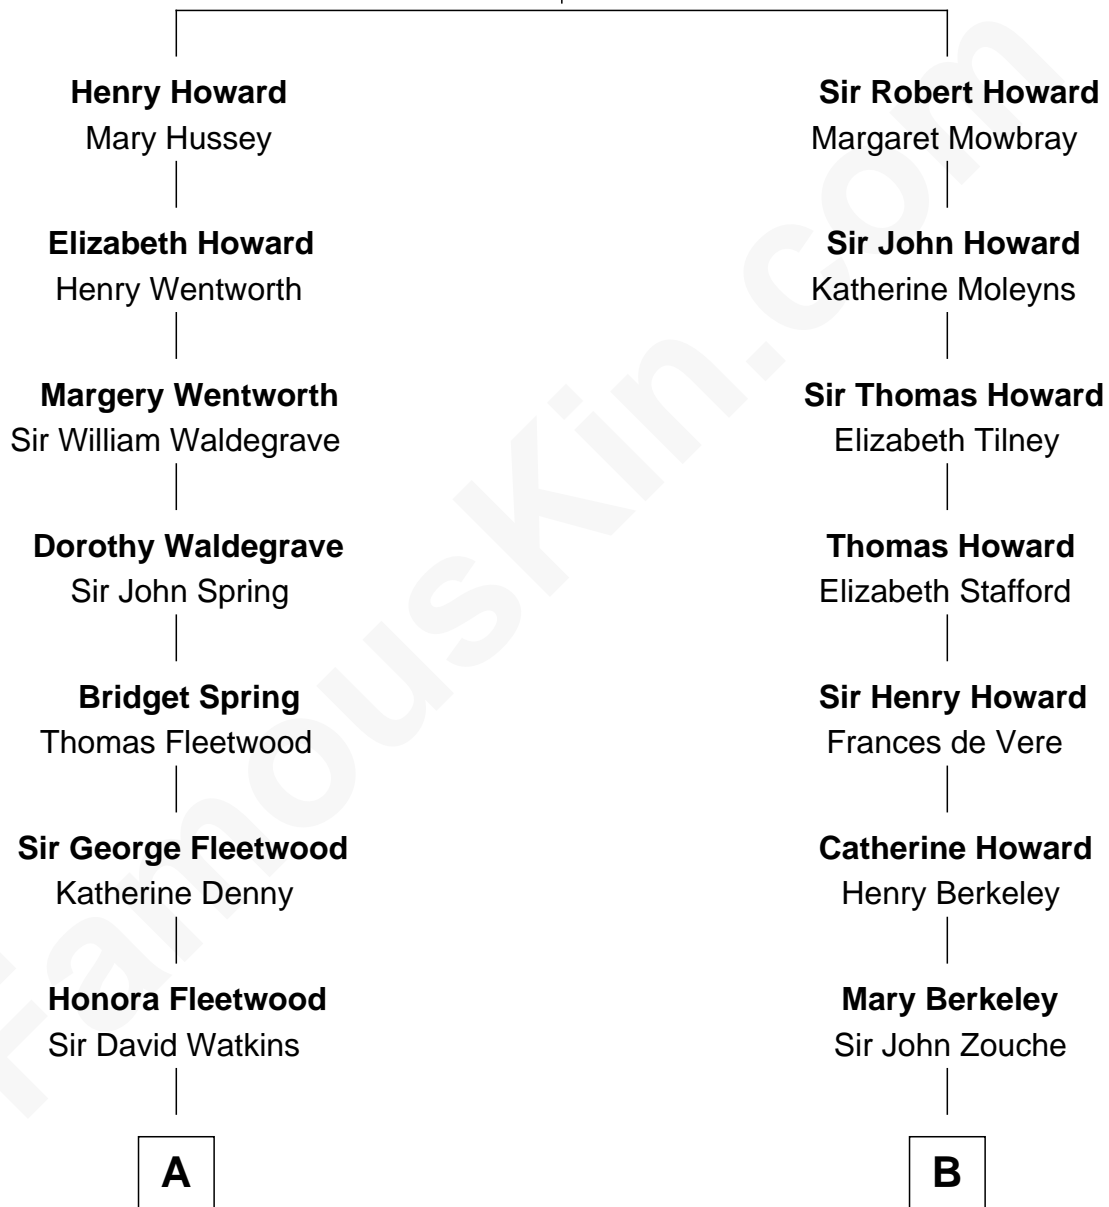 Henry Howard
Mary Hussey
Elizabeth Howard
Henry Wentworth
Margery Wentworth
Sir William Waldegrave
Dorothy Waldegrave
Sir John Spring
Bridget Spring
Thomas Fleetwood
Sir George Fleetwood
Katherine Denny
Honora Fleetwood
Sir David Watkins
A
Sir Robert Howard
Margaret Mowbray
Sir John Howard
Katherine Moleyns
Sir Thomas Howard
Elizabeth Tilney
Thomas Howard
Elizabeth Stafford
Sir Henry Howard
Frances de Vere
Catherine Howard
Henry Berkeley
Mary Berkeley
Sir John Zouche
B
FamousKin.com